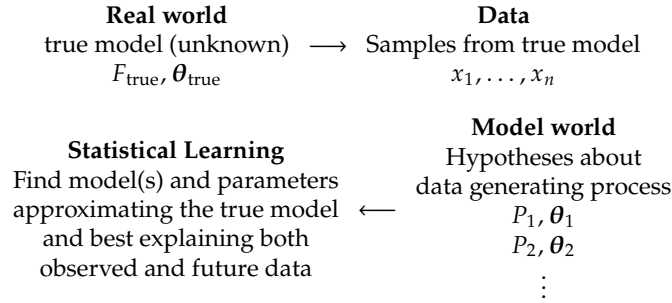 Real world
true model (unknown) ⟶
F_true, θ_true
Data
Samples from true model
x_1, . . . , x_n
Statistical Learning
Find model(s) and parameters
approximating the true model ⟵
and best explaining both
observed and future data
Model world
Hypotheses about
data generating process
P_1, θ_1
P_2, θ_2
⋮